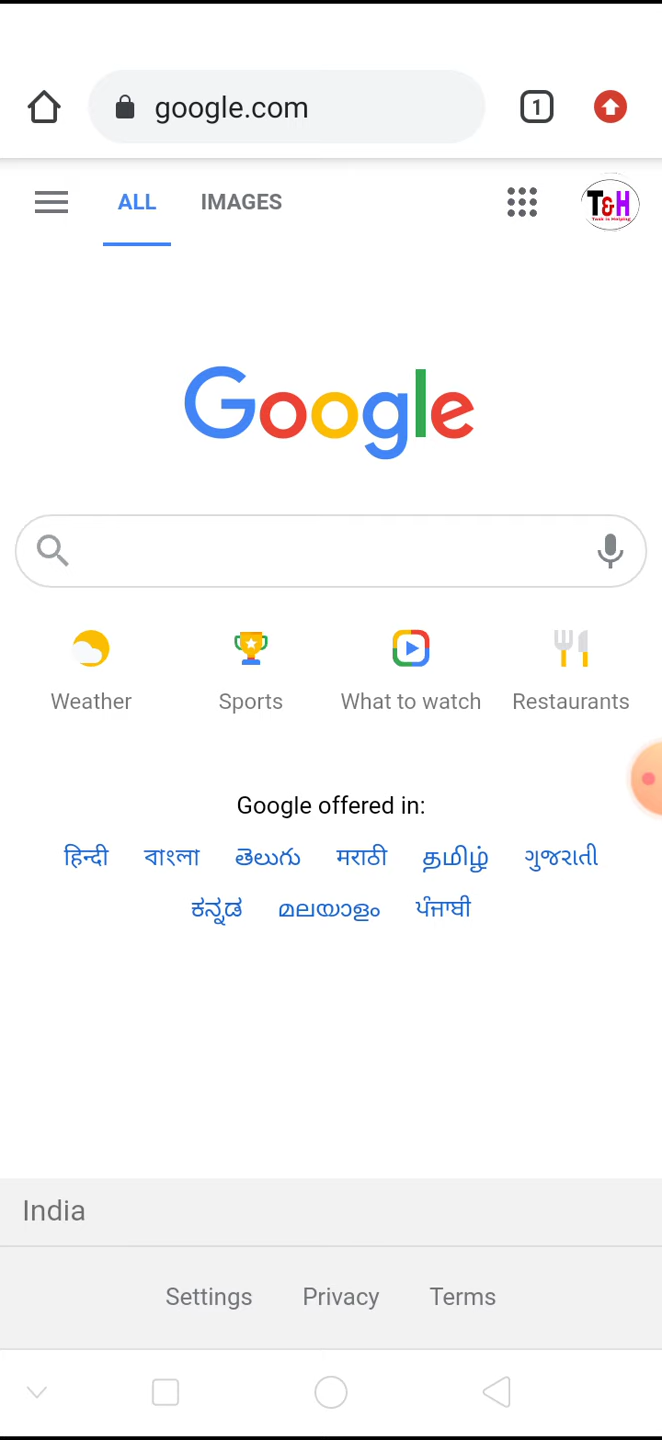 google.com
1
ALL IMAGES
T&H
Google
Weather Sports What to watch Restaurants
Google offered in:
हिन्दी বাংলা తెలుగు मराठी தமிழ் ગુજરાતી
ಕನ್ನಡ മലയാളം ਪੰਜਾਬੀ
India
Settings Privacy Terms